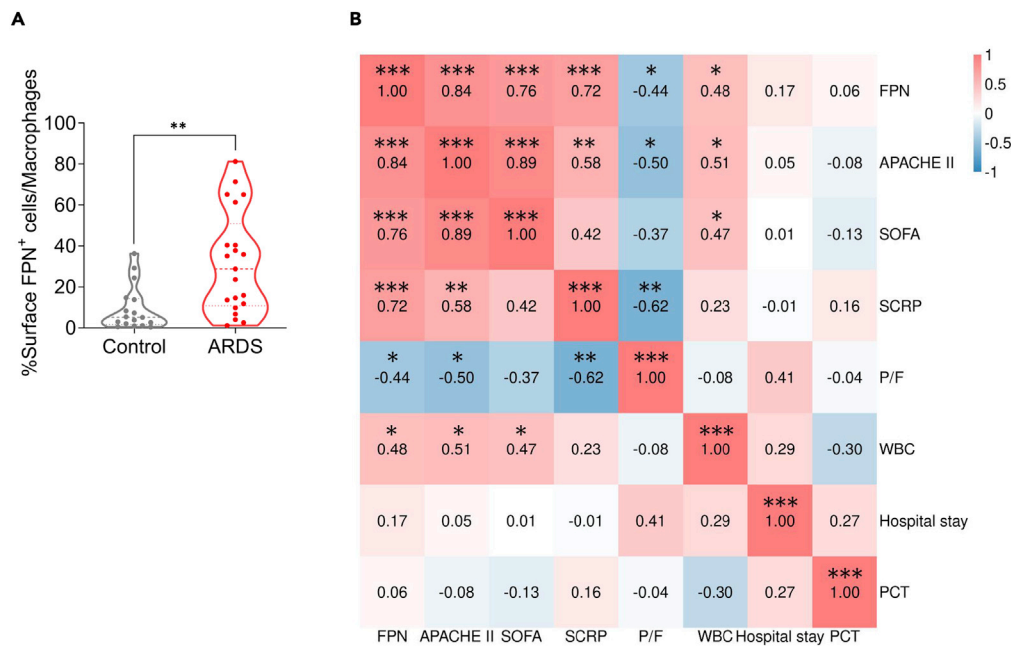 A
B
%Surface FPN+ cells/Macrophages
100
80
60
40
20
0
**
Control
ARDS
*** *** *** *** * *
1.00 0.84 0.76 0.72 -0.44 0.48 0.17 0.06 FPN
*** *** *** ** * *
0.84 1.00 0.89 0.58 -0.50 0.51 0.05 -0.08 APACHE II
*** *** *** *
0.76 0.89 1.00 0.42 -0.37 0.47 0.01 -0.13 SOFA
*** ** *** **
0.72 0.58 0.42 1.00 -0.62 0.23 -0.01 0.16 SCRP
* * ** ***
-0.44 -0.50 -0.37 -0.62 1.00 -0.08 0.41 -0.04 P/F
* * * ***
0.48 0.51 0.47 0.23 -0.08 1.00 0.29 -0.30 WBC
***
0.17 0.05 0.01 -0.01 0.41 0.29 1.00 0.27 Hospital stay
***
0.06 -0.08 -0.13 0.16 -0.04 -0.30 0.27 1.00 PCT
FPN APACHE II SOFA SCRP P/F WBC Hospital stay PCT
1
0.5
0
-0.5
-1